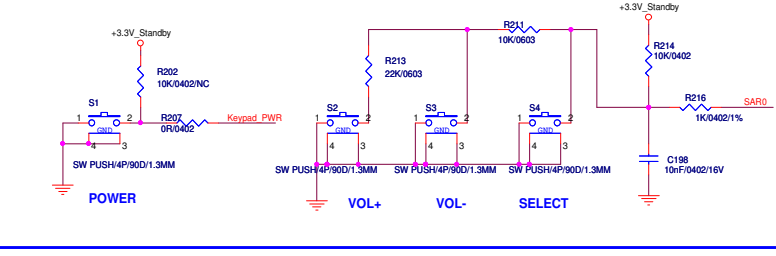 +3.3V_Standby
R202
10K/0402/NC
S1
1
2
GND
4
3
R207
0R/0402
Keypad_PWR
SW PUSH/4P/90D/1.3MM
POWER
R213
22K/0603
S2
1
2
GND
4
3
SW PUSH/4P/90D/1.3MM
VOL+
S3
1
2
GND
4
3
SW PUSH/4P/90D/1.3MM
VOL-
R211
10K/0603
S4
1
2
GND
4
3
SW PUSH/4P/90D/1.3MM
SELECT
+3.3V_Standby
R214
10K/0402
R216
1K/0402/1%
SAR0
C198
10nF/0402/16V